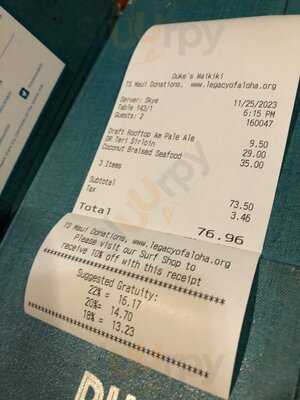 Duke's Waikiki
TS Maui Donations, www.legacyofaloha.org
Server: Skye 11/25/2023
Table 143/1 6:15 PM
Guests: 2 160047
Draft Rooftop Am Pale Ale 9.50
DR Teri Sirloin 29.00
Coconut Braised Seafood 35.00
3 Items
Subtotal 73.50
Tax 3.46
Total 76.96
TS Maui Donations, www.legacyofaloha.org
Please visit our Surf Shop to
receive 10% off with this receipt
Suggested Gratuity:
22% = 16.17
20%= 14.70
18% = 13.23